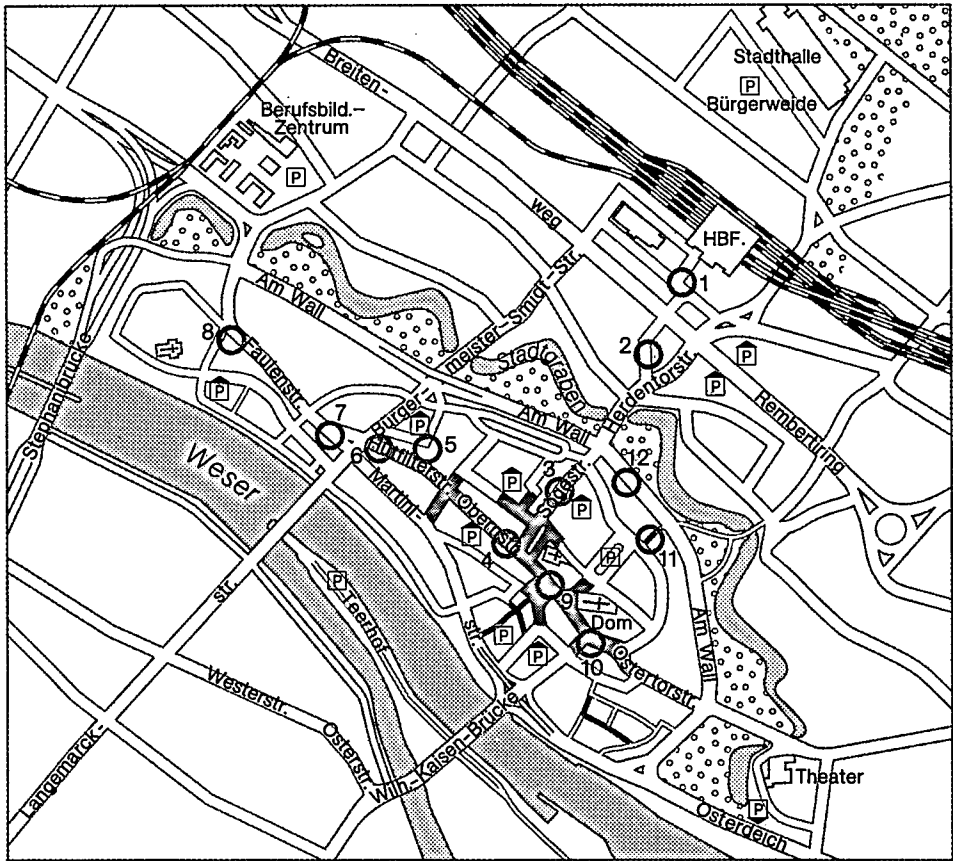 Stadthalle
P
Bürgerweide
Breiten-
weg
Berufsbild.-
Zentrum
P
HBF.
1
2
Herdentorstr.
Rembertiring
P
P
Bürger
meister-Smidt-Str.
Stadtgraben
Am Wall
Am Wall
Am Wall
8
Faulenstr.
P
7
6
5
P
Stephanibrücke
Weser
Martini-
str.
Obernstr.
3
Sögestr.
P
P
12
11
4
P
P
9
Dom
10
Ostertorstr.
P
P
P
Teerhof
Westerstr.
Osterstr.
Langemarck-
str.
Wilh.-Kaisen-Brücke
Theater
P
Osterdeich